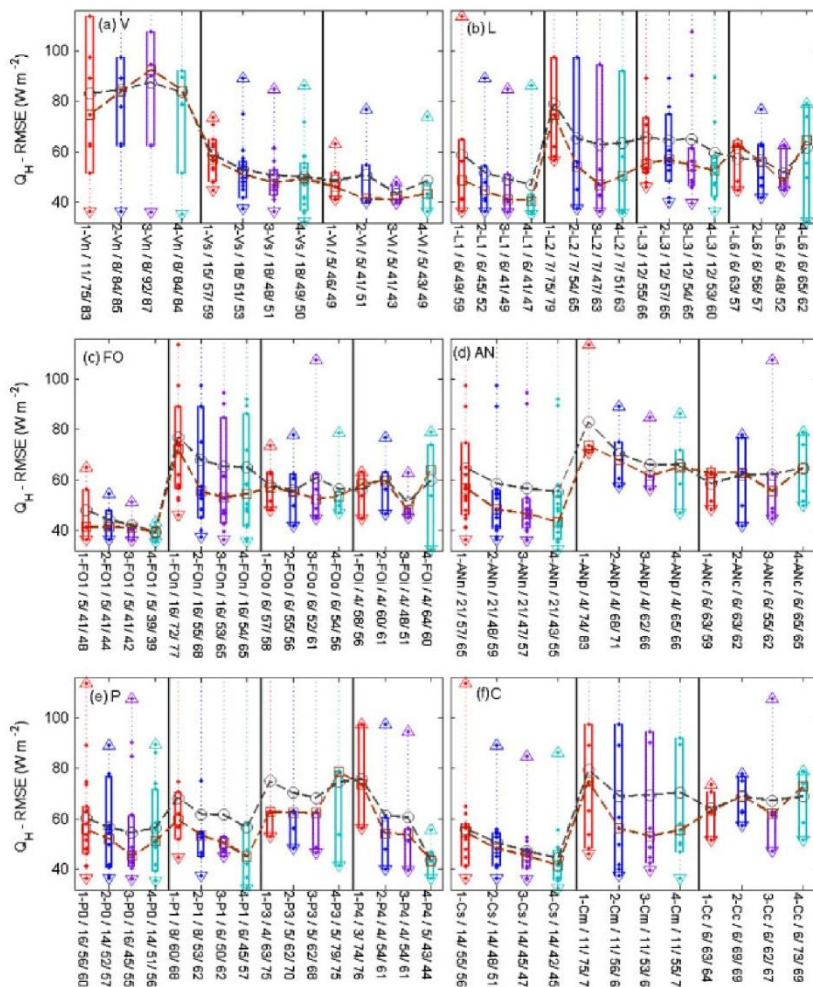 (a) V
(b) L
Q_H - RMSE (W m⁻²)
100
80
60
40
1-Vn / 11/ 75/ 83
2-Vn / 8/ 84/ 85
3-Vn / 8/ 92/ 87
4-Vn / 8/ 84/ 84
1-Vs / 15/ 57/ 59
2-Vs / 18/ 51/ 53
3-Vs / 18/ 48/ 51
4-Vs / 18/ 49/ 50
1-Vl / 5/ 46/ 49
2-Vl / 5/ 41/ 51
3-Vl / 5/ 41/ 43
4-Vl / 5/ 43/ 49
1-L1 / 6/ 49/ 59
2-L1 / 6/ 45/ 52
3-L1 / 6/ 41/ 49
4-L1 / 6/ 41/ 47
1-L2 / 7/ 75/ 79
2-L2 / 7/ 54/ 65
3-L2 / 7/ 47/ 63
4-L2 / 7/ 51/ 63
1-L3 / 12/ 55/ 66
2-L3 / 12/ 57/ 65
3-L3 / 12/ 54/ 65
4-L3 / 12/ 53/ 60
1-L6 / 6/ 63/ 57
2-L6 / 6/ 56/ 57
3-L6 / 6/ 48/ 52
4-L6 / 6/ 65/ 62
(c) FO
(d) AN
Q_H - RMSE (W m⁻²)
100
80
60
40
1-FO1 / 5/ 41/ 48
2-FO1 / 5/ 41/ 44
3-FO1 / 5/ 41/ 42
4-FO1 / 5/ 39/ 39
1-FOn / 16/ 72/ 77
2-FOn / 16/ 55/ 68
3-FOn / 16/ 53/ 65
4-FOn / 16/ 54/ 65
1-FOo / 6/ 57/ 58
2-FOo / 6/ 55/ 56
3-FOo / 6/ 52/ 61
4-FOo / 6/ 54/ 56
1-FOi / 4/ 58/ 56
2-FOi / 4/ 60/ 61
3-FOi / 4/ 48/ 51
4-FOi / 4/ 64/ 60
1-ANn / 21/ 57/ 65
2-ANn / 21/ 48/ 59
3-ANn / 21/ 47/ 57
4-ANn / 21/ 43/ 55
1-ANp / 4/ 74/ 83
2-ANp / 4/ 68/ 71
3-ANp / 4/ 62/ 66
4-ANp / 4/ 65/ 66
1-ANc / 6/ 63/ 59
2-ANc / 6/ 63/ 62
3-ANc / 6/ 55/ 62
4-ANc / 6/ 65/ 65
(e) P
(f)C
Q_H - RMSE (W m⁻²)
100
80
60
40
1-P0 / 16/ 56/ 60
2-P0 / 14/ 52/ 57
3-P0 / 16/ 45/ 55
4-P0 / 14/ 51/ 56
1-P1 / 8/ 60/ 68
2-P1 / 8/ 53/ 62
3-P1 / 6/ 50/ 62
4-P1 / 6/ 45/ 57
1-P3 / 4/ 63/ 75
2-P3 / 5/ 62/ 70
3-P3 / 5/ 62/ 68
4-P3 / 5/ 79/ 75
1-P4 / 3/ 74/ 76
2-P4 / 4/ 54/ 61
3-P4 / 4/ 54/ 61
4-P4 / 5/ 43/ 44
1-Cs / 14/ 55/ 56
2-Cs / 14/ 48/ 51
3-Cs / 14/ 45/ 47
4-Cs / 14/ 42/ 45
1-Cm / 11/ 75/ 7
2-Cm / 11/ 56/ 6
3-Cm / 11/ 53/ 6
4-Cm / 11/ 55/ 7
1-Cc / 6/ 63/ 64
2-Cc / 6/ 69/ 69
3-Cc / 6/ 62/ 67
4-Cc / 6/ 73/ 69